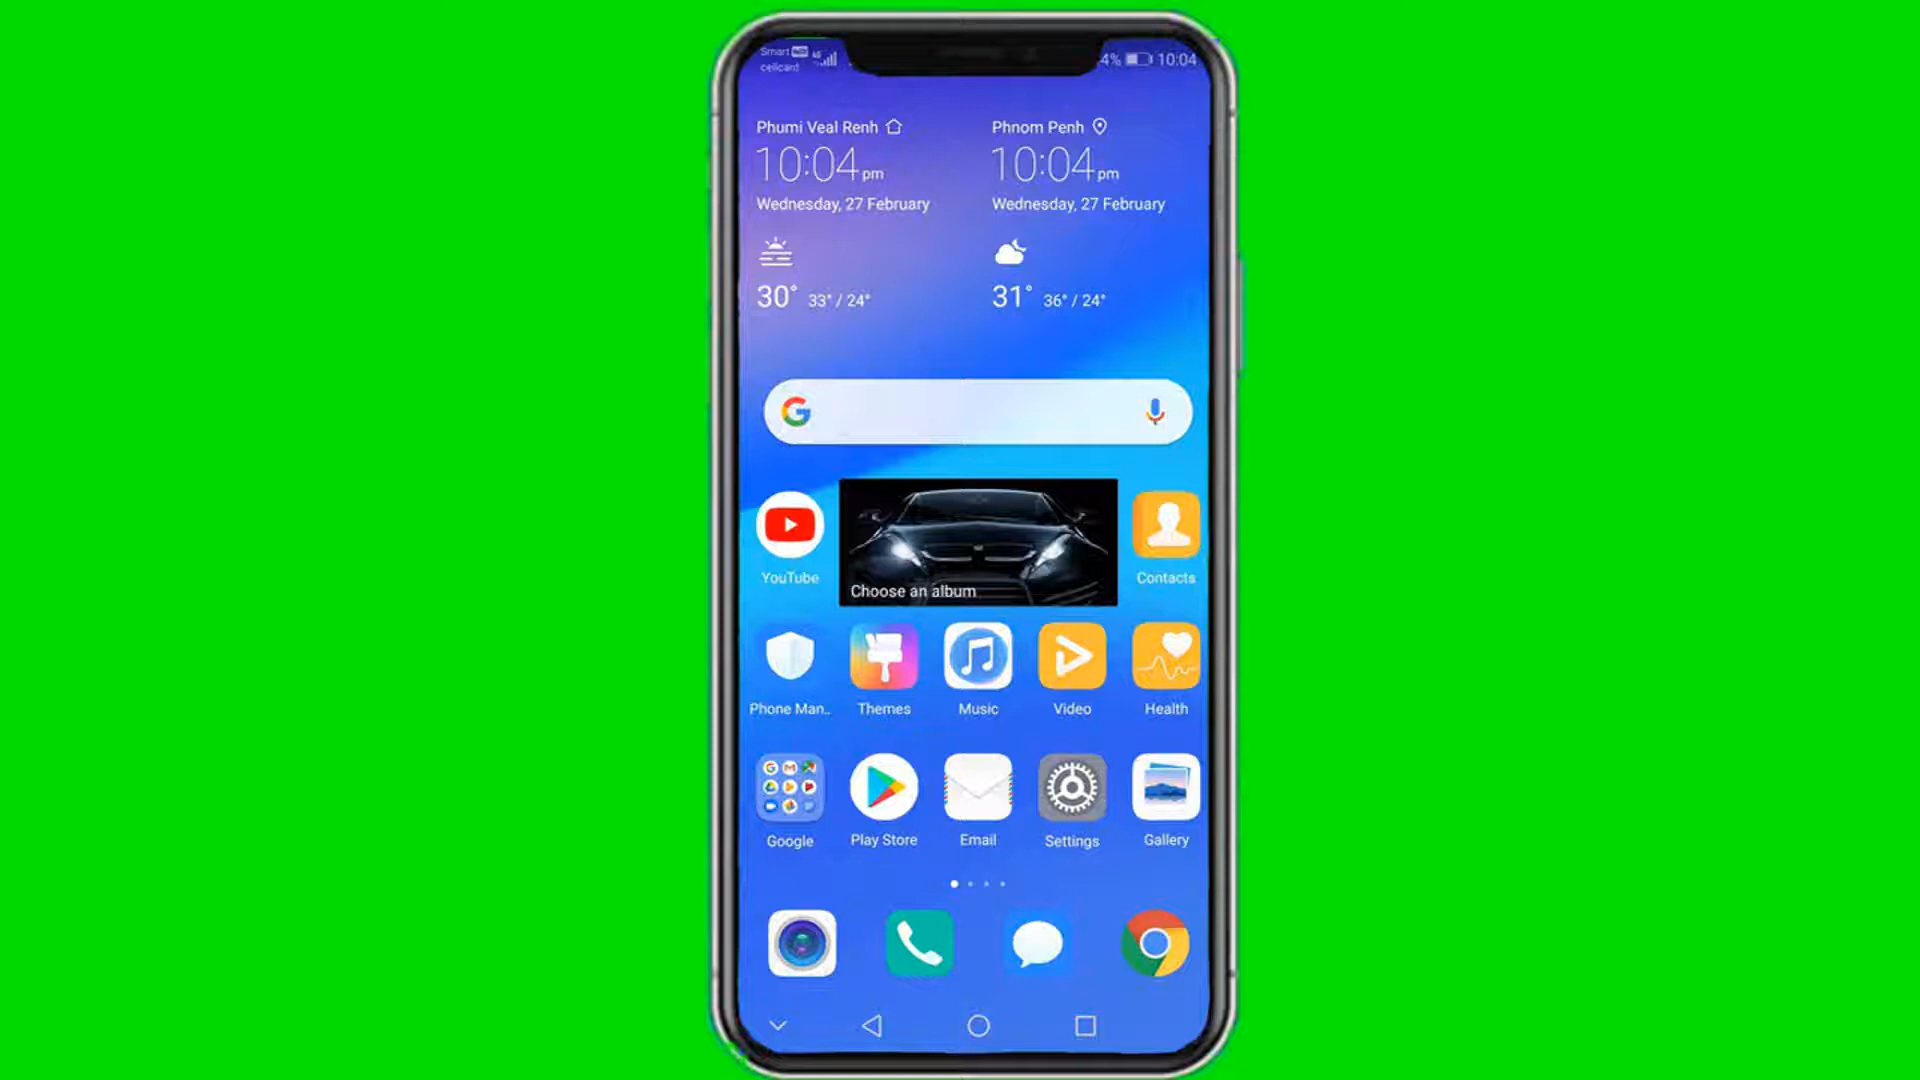 Smart
cellcard
4G
4% 10:04
Phumi Veal Renh
10:04 pm
Wednesday, 27 February
30° 33° / 24°
Phnom Penh
10:04 pm
Wednesday, 27 February
31° 36° / 24°
YouTube
Choose an album
Contacts
Phone Man..
Themes
Music
Video
Health
Google
Play Store
Email
Settings
Gallery